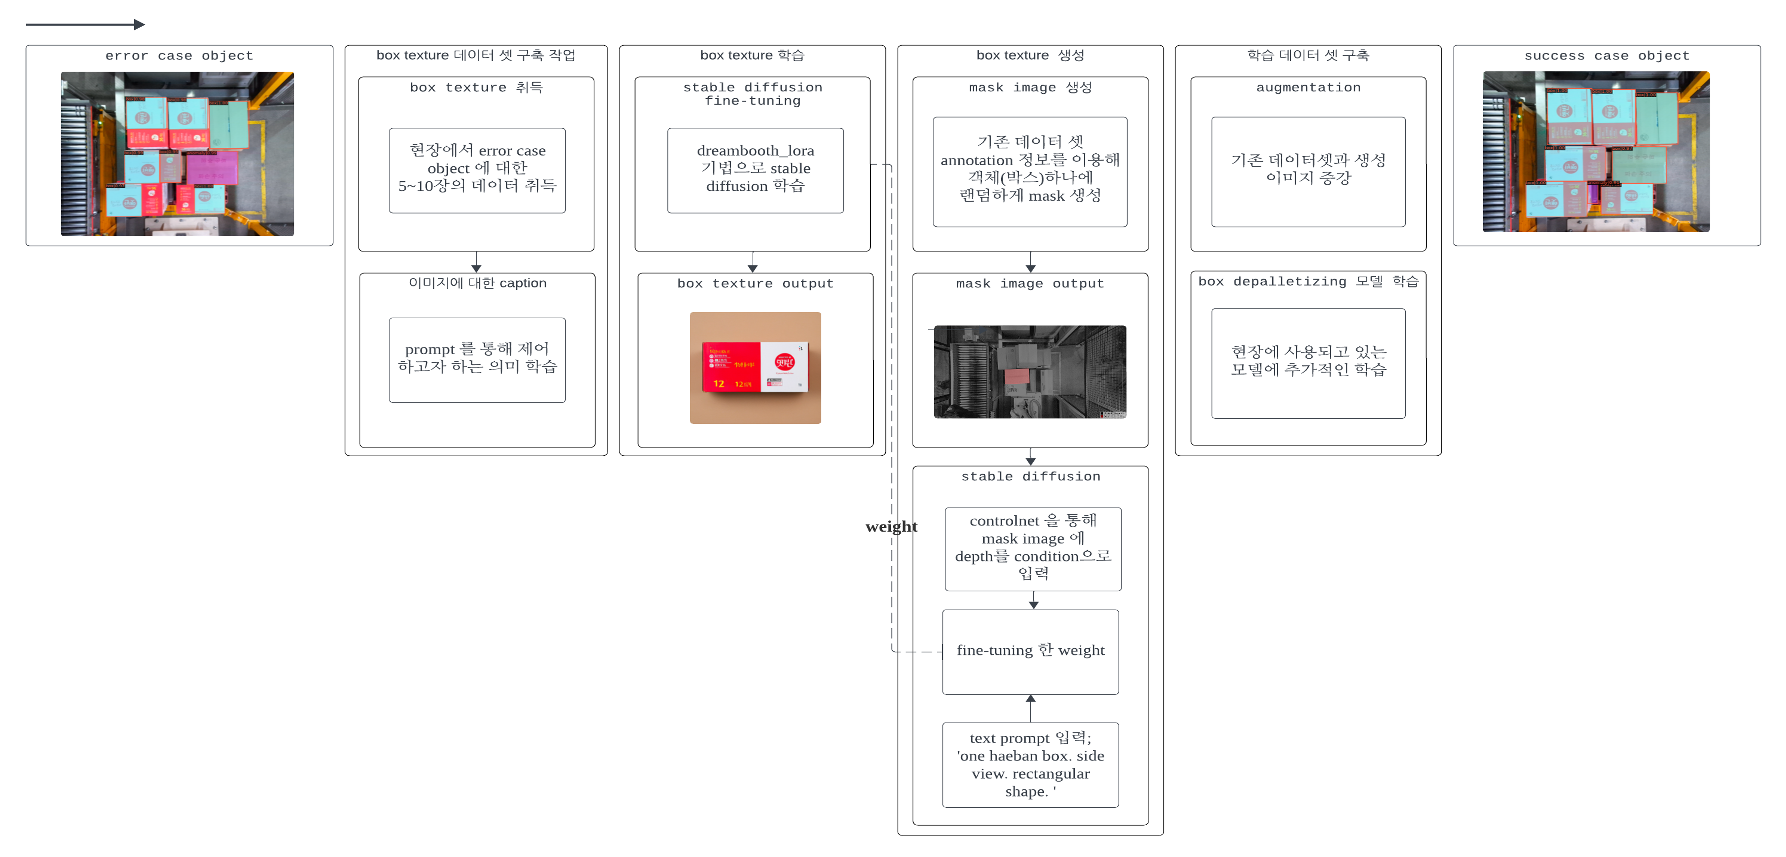 error case object
box texture 데이터 셋 구축 작업
box texture 취득
현장에서 error case
object 에 대한
5~10장의 데이터 취득
이미지에 대한 caption
prompt 를 통해 제어
하고자 하는 의미 학습
box texture 학습
stable diffusion
fine-tuning
dreambooth_lora
기법으로 stable
diffusion 학습
box texture output
12
12
weight
box texture 생성
mask image 생성
기존 데이터 셋
annotation 정보를 이용해
객체(박스)하나에
랜덤하게 mask 생성
mask image output
stable diffusion
controlnet 을 통해
mask image 에
depth를 condition으로
입력
fine-tuning 한 weight
text prompt 입력;
'one haeban box. side
view. rectangular
shape. '
학습 데이터 셋 구축
augmentation
기존 데이터셋과 생성
이미지 증강
box depalletizing 모델 학습
현장에 사용되고 있는
모델에 추가적인 학습
success case object